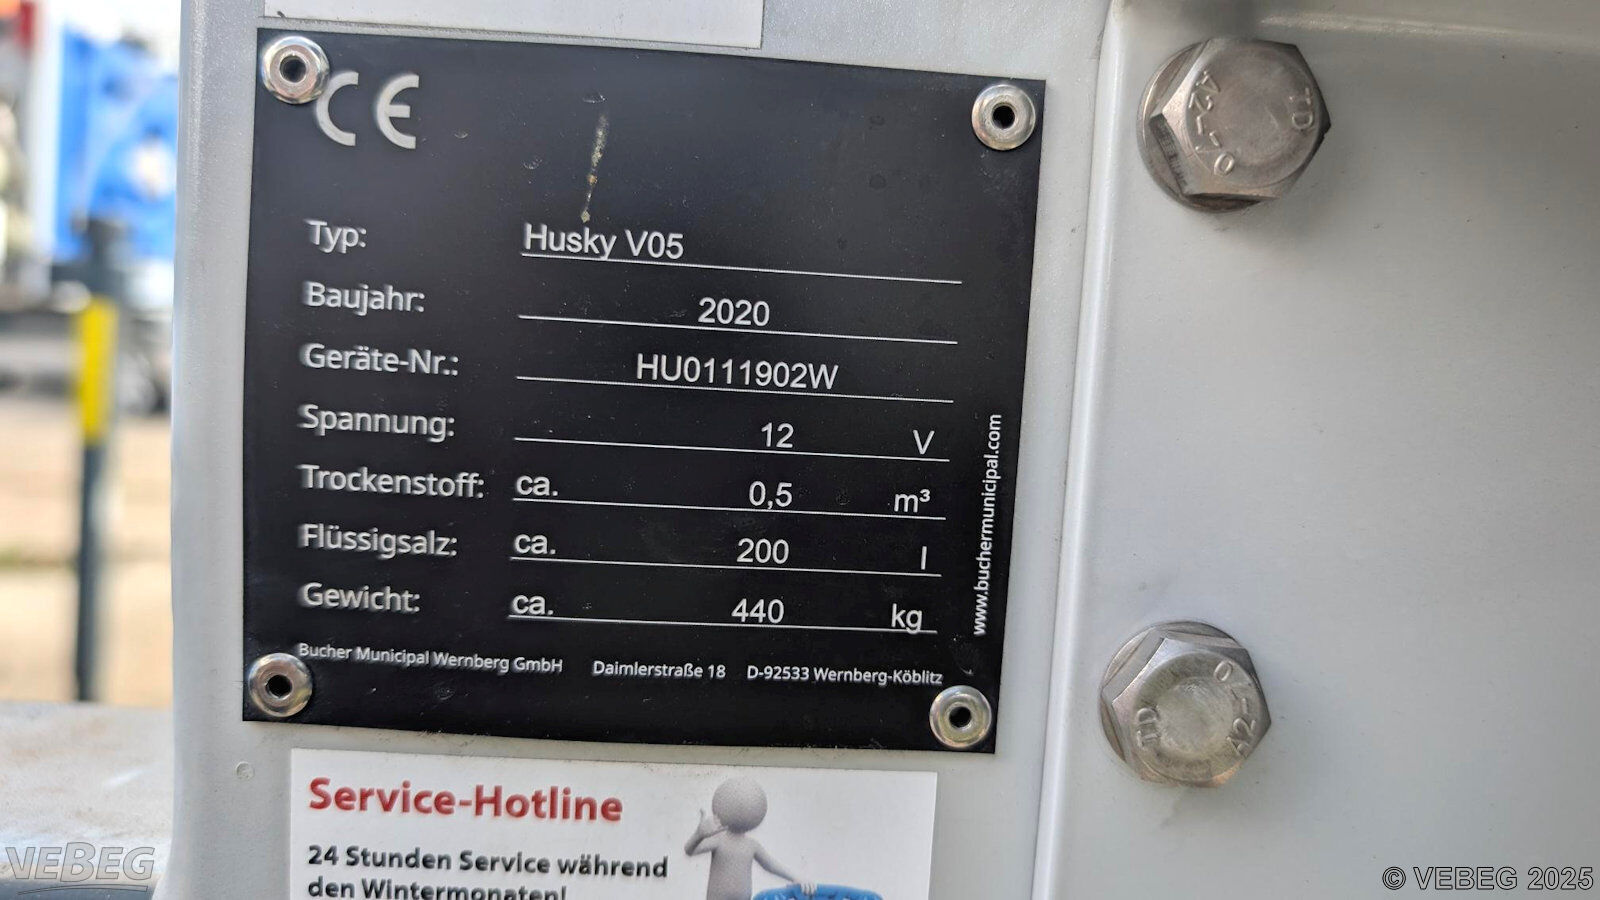 CE
Typ: Husky V05
Baujahr: 2020
Geräte-Nr.: HU0111902W
Spannung: 12 V
Trockenstoff: ca. 0,5 m³
Flüssigsalz: ca. 200 l
Gewicht: ca. 440 kg
Bucher Municipal Wernberg GmbH Daimlerstraße 18 D-92533 Wernberg-Köblitz
www.buchermunicipal.com
A2-70
TD
A2-70
TD
Service-Hotline
24 Stunden Service während
den Wintermonaten!
VEBEG
© VEBEG 2025